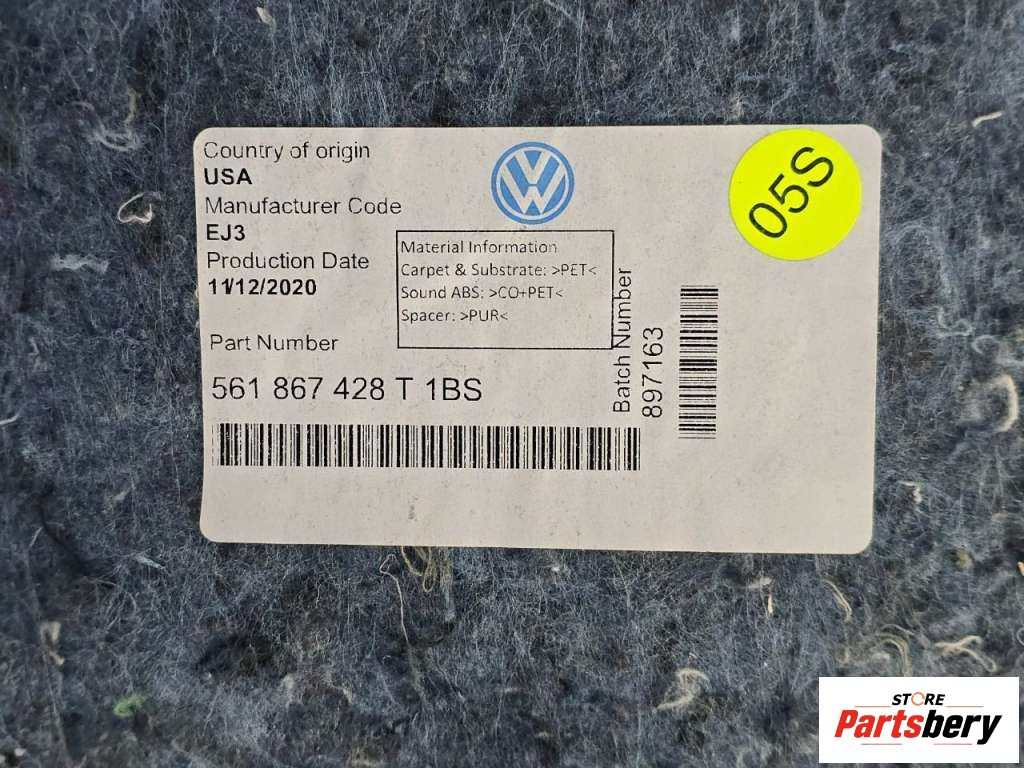 Country of origin
USA
Manufacturer Code
EJ3
Production Date
11/12/2020
Part Number
561 867 428 T 1BS
Material Information
Carpet & Substrate: >PET<
Sound ABS: >CO+PET<
Spacer: >PUR<
Batch Number
897163
05S
STORE
Partsbery